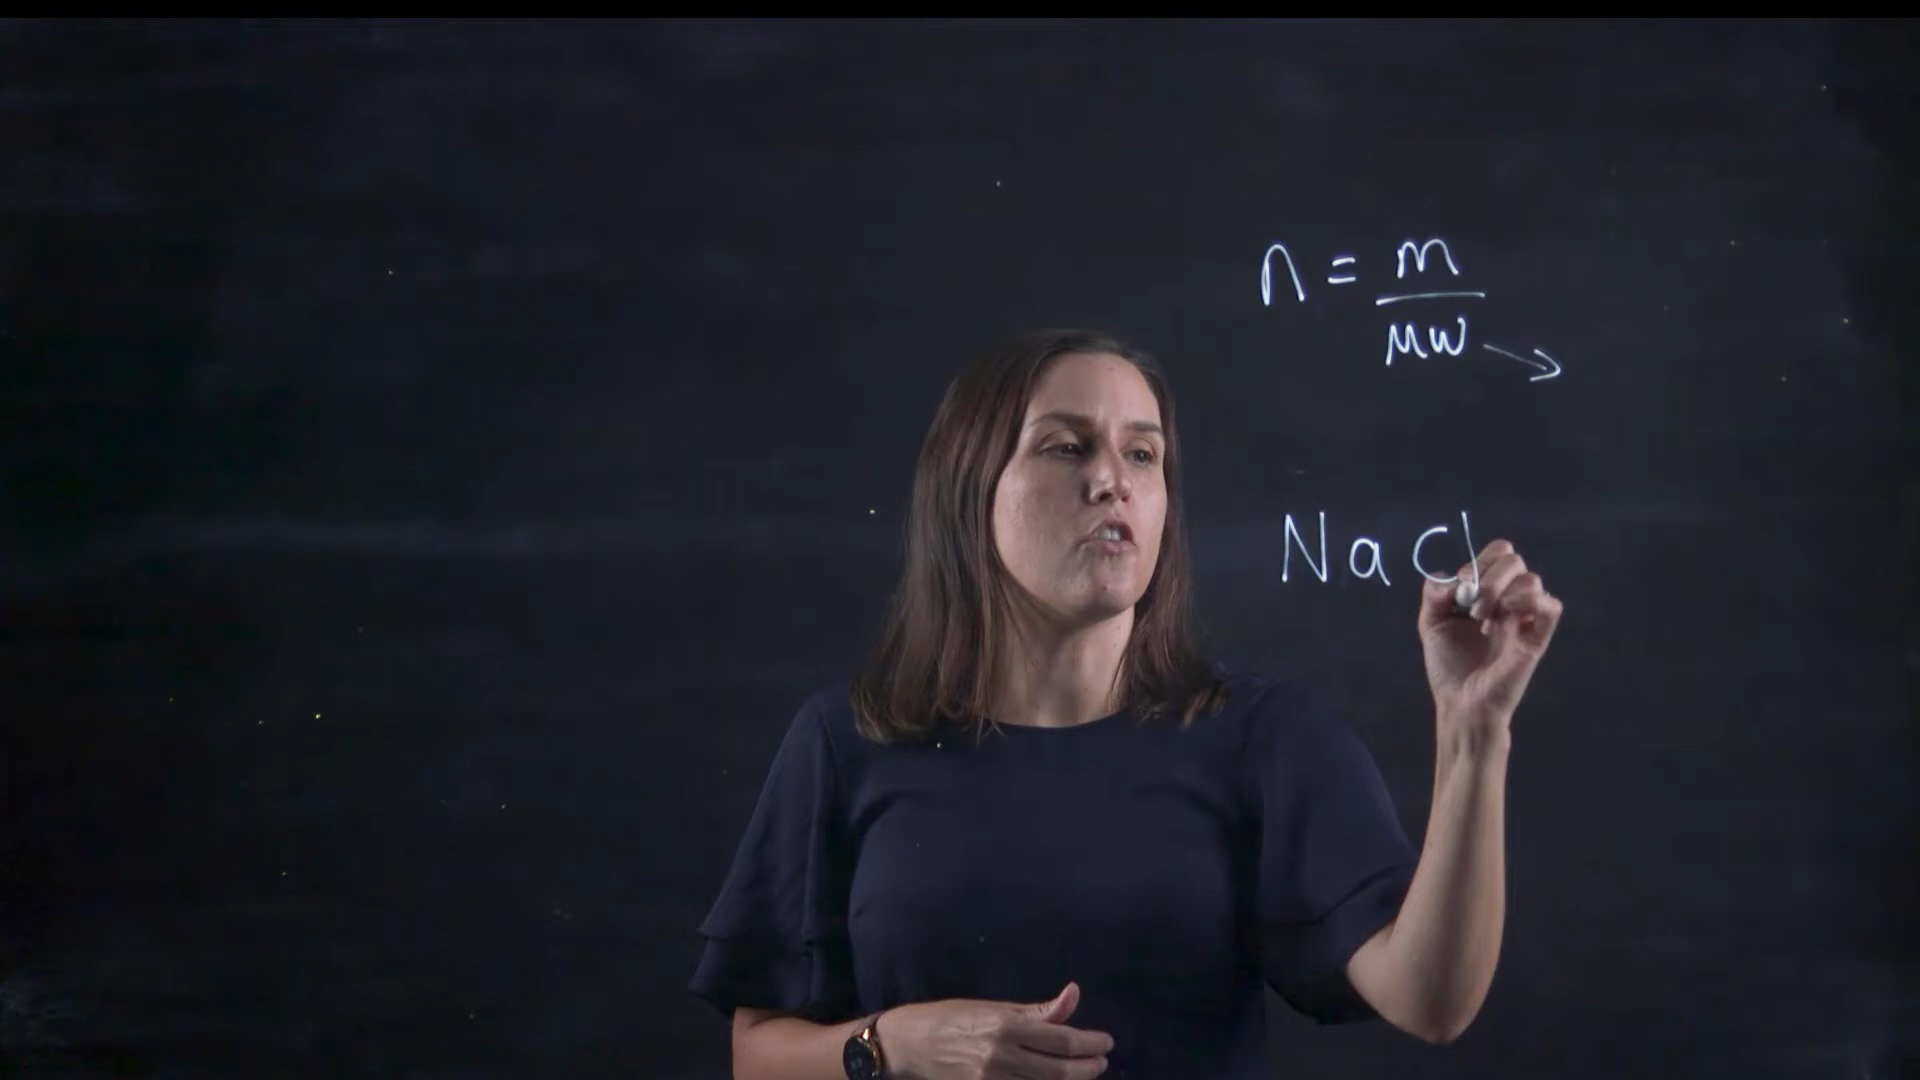 n = m
MW →
NaCl